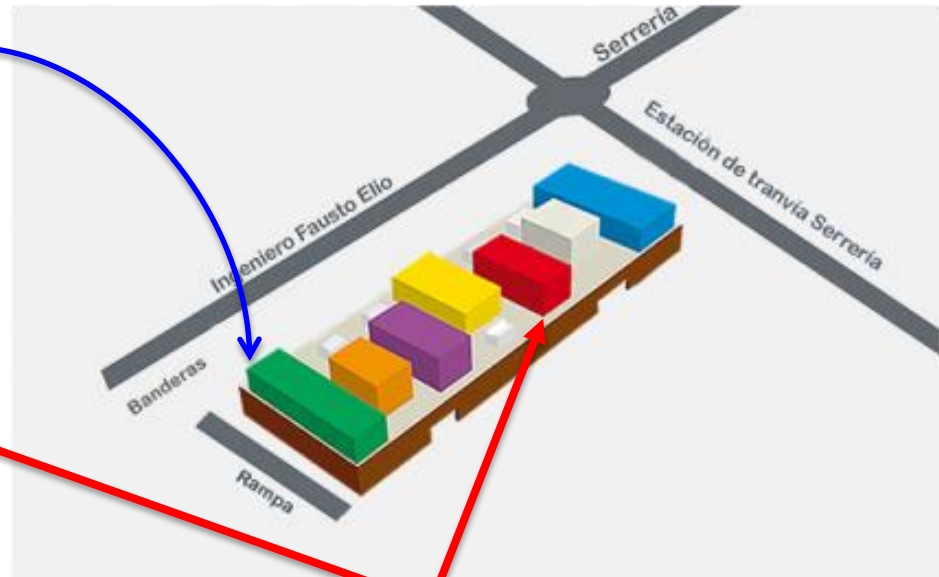 Serrería
Estación de tranvía Serrería
Ingeniero Fausto Elio
Banderas
Rampa